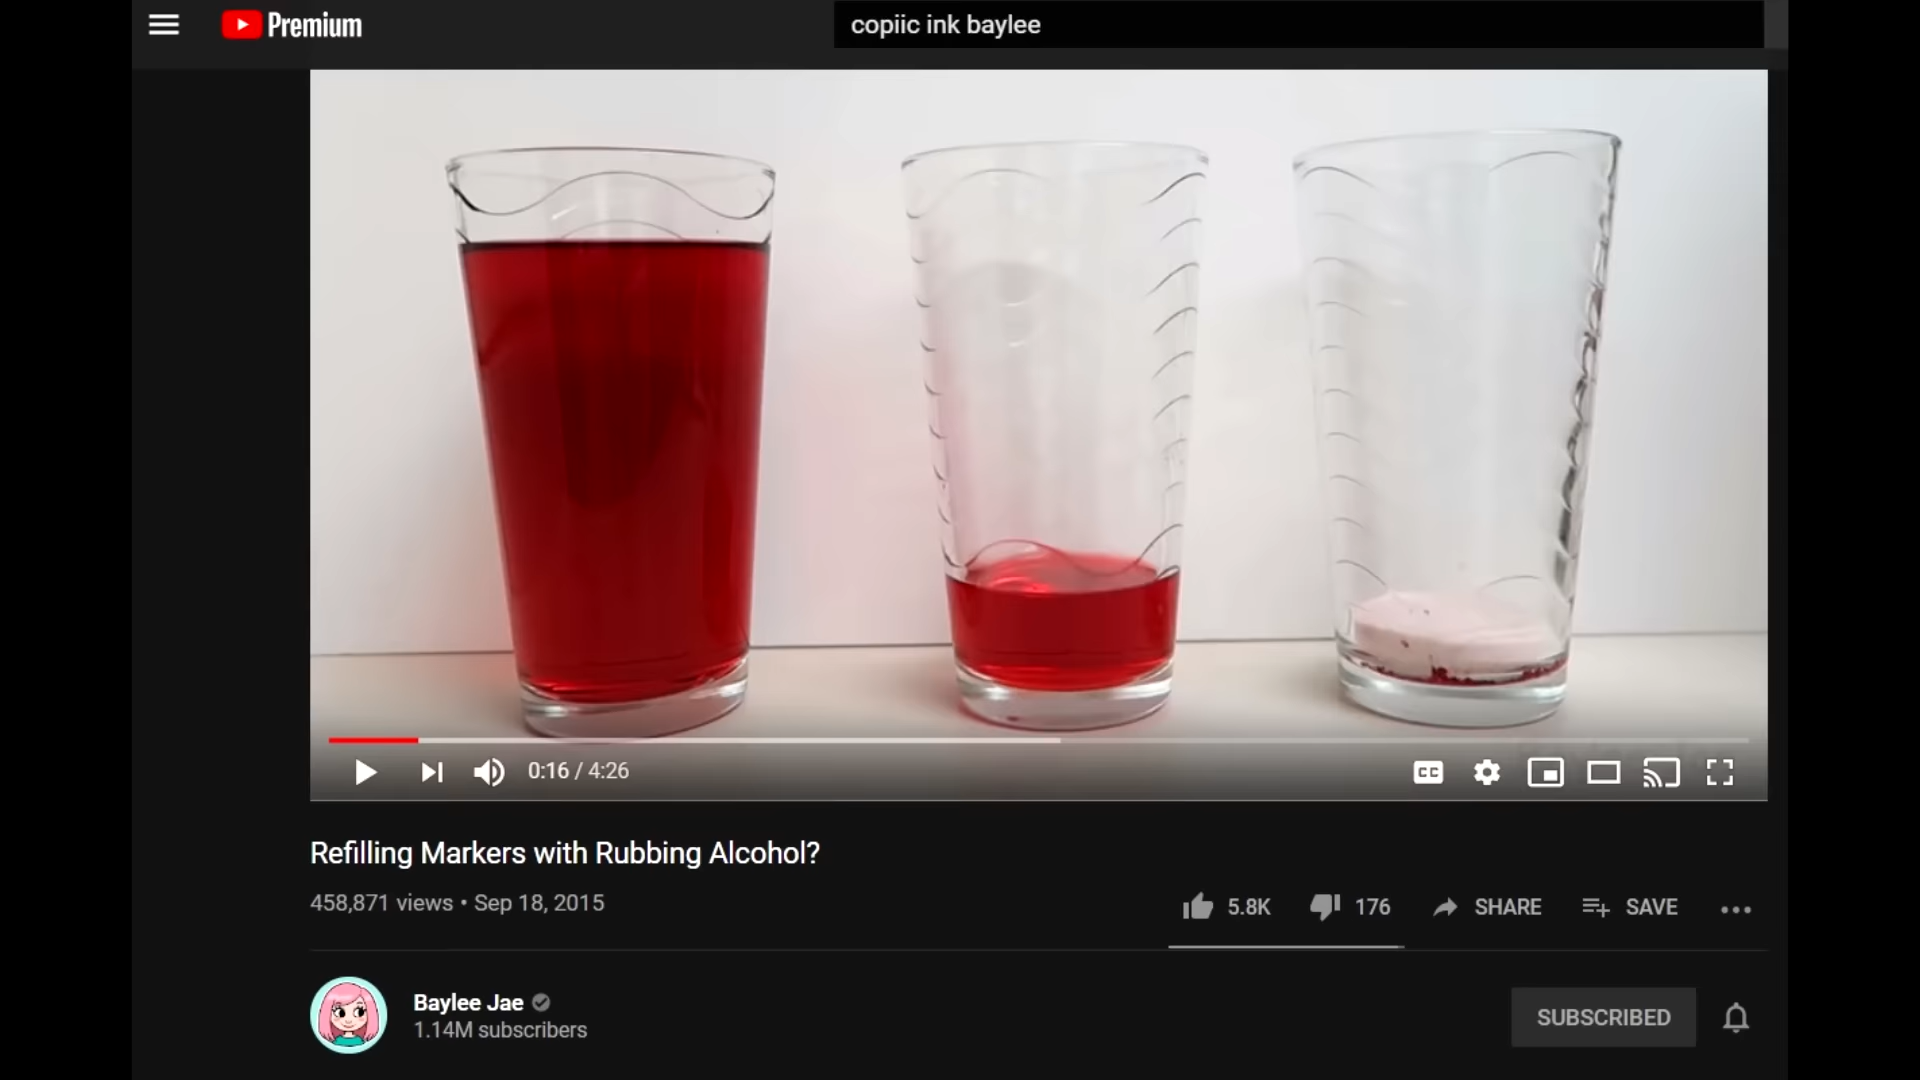 Premium
copiic ink baylee
0:16 / 4:26
CC
Refilling Markers with Rubbing Alcohol?
458,871 views • Sep 18, 2015
5.8K 176 SHARE SAVE
Baylee Jae
1.14M subscribers
SUBSCRIBED